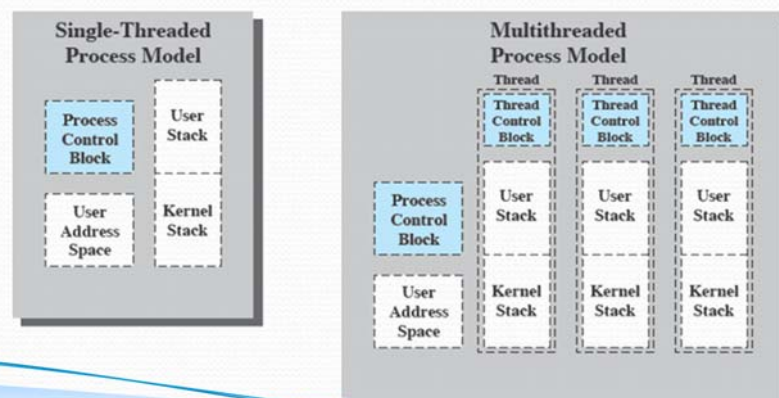 Single-Threaded
Process Model
Process
Control
Block
User
Stack
User
Address
Space
Kernel
Stack
Multithreaded
Process Model
Thread
Thread
Thread
Thread
Control
Block
Thread
Control
Block
Thread
Control
Block
Process
Control
Block
User
Stack
User
Stack
User
Stack
User
Address
Space
Kernel
Stack
Kernel
Stack
Kernel
Stack